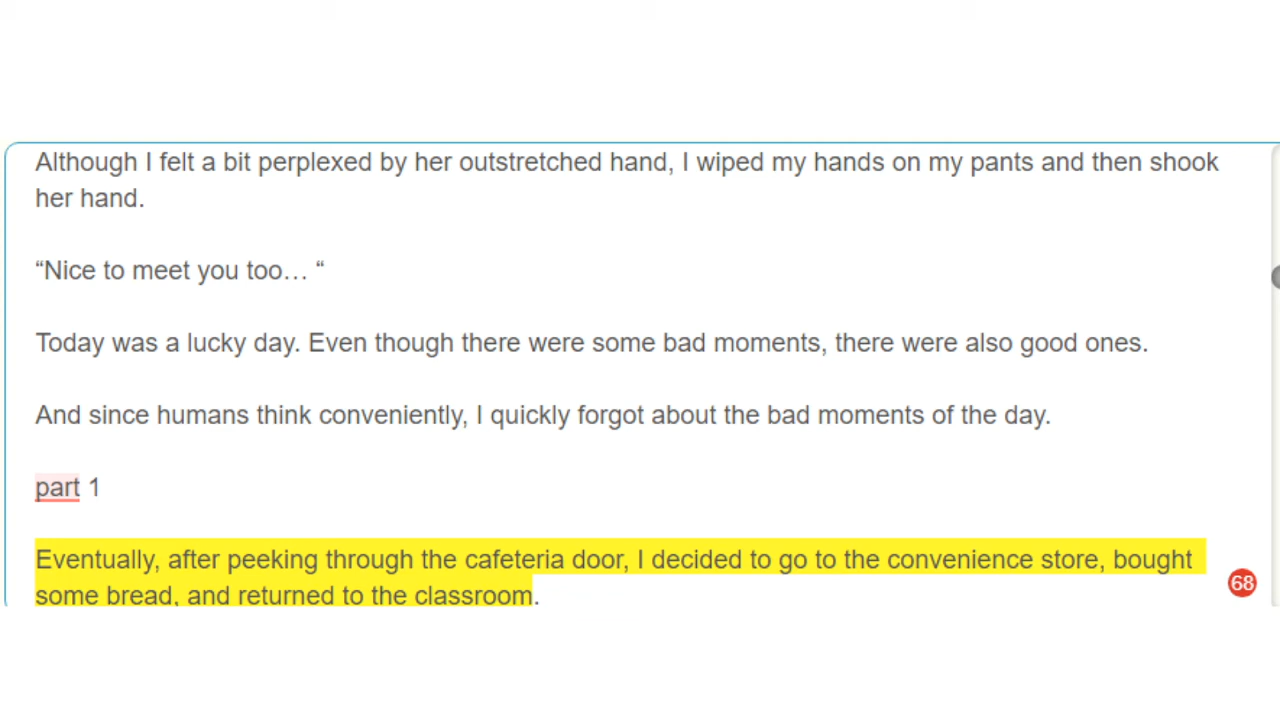 Although I felt a bit perplexed by her outstretched hand, I wiped my hands on my pants and then shook
her hand.
“Nice to meet you too… “
Today was a lucky day. Even though there were some bad moments, there were also good ones.
And since humans think conveniently, I quickly forgot about the bad moments of the day.
part 1
Eventually, after peeking through the cafeteria door, I decided to go to the convenience store, bought
some bread, and returned to the classroom.
68